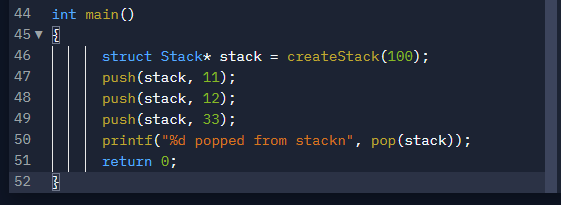 44 int main()
45 {
46 struct Stack* stack = createStack(100);
47 push(stack, 11);
48 push(stack, 12);
49 push(stack, 33);
50 printf("%d popped from stackn", pop(stack));
51 return 0;
52 }